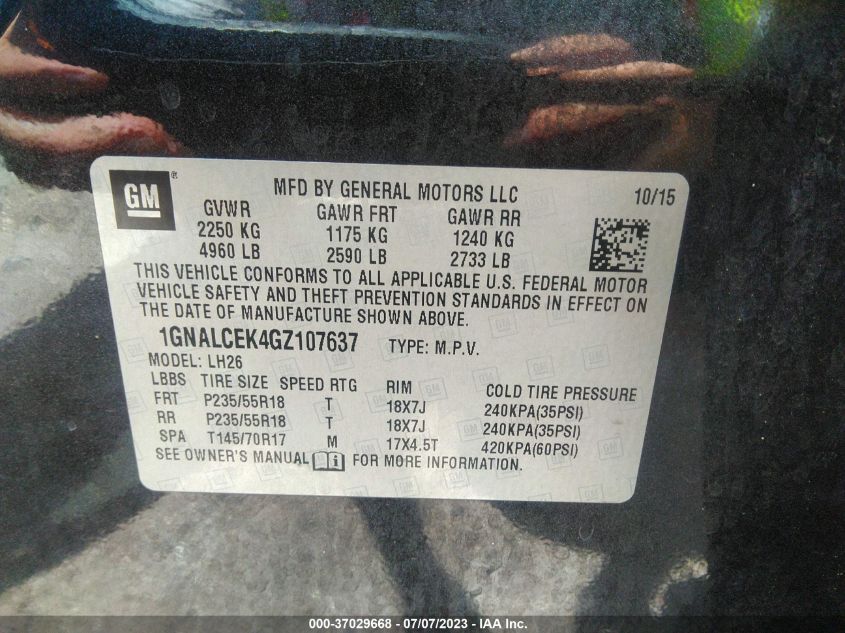 GM ® MFD BY GENERAL MOTORS LLC 10/15
GVWR GAWR FRT GAWR RR
2250 KG 1175 KG 1240 KG
4960 LB 2590 LB 2733 LB
THIS VEHICLE CONFORMS TO ALL APPLICABLE U.S. FEDERAL MOTOR
VEHICLE SAFETY AND THEFT PREVENTION STANDARDS IN EFFECT ON
THE DATE OF MANUFACTURE SHOWN ABOVE.
1GNALCEK4GZ107637 TYPE: M.P.V.
MODEL: LH26
LBBS TIRE SIZE SPEED RTG RIM COLD TIRE PRESSURE
FRT P235/55R18 T 18X7J 240KPA(35PSI)
RR P235/55R18 T 18X7J 240KPA(35PSI)
SPA T145/70R17 M 17X4.5T 420KPA(60PSI)
SEE OWNER'S MANUAL FOR MORE INFORMATION.
000-37029668 - 07/07/2023 - IAA Inc.